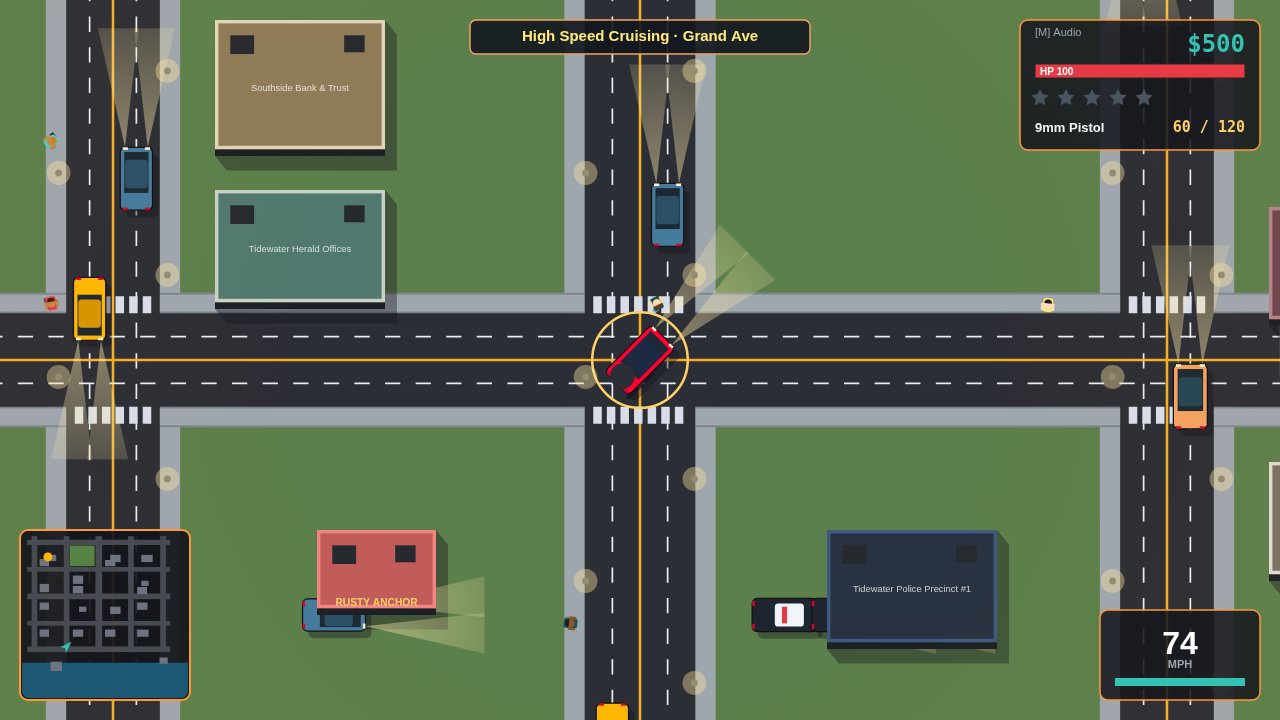 High Speed Cruising · Grand Ave
[M] Audio
$500
HP 100
9mm Pistol
60 / 120
Southside Bank & Trust
Tidewater Herald Offices
RUSTY ANCHOR
Tidewater Police Precinct #1
74
MPH